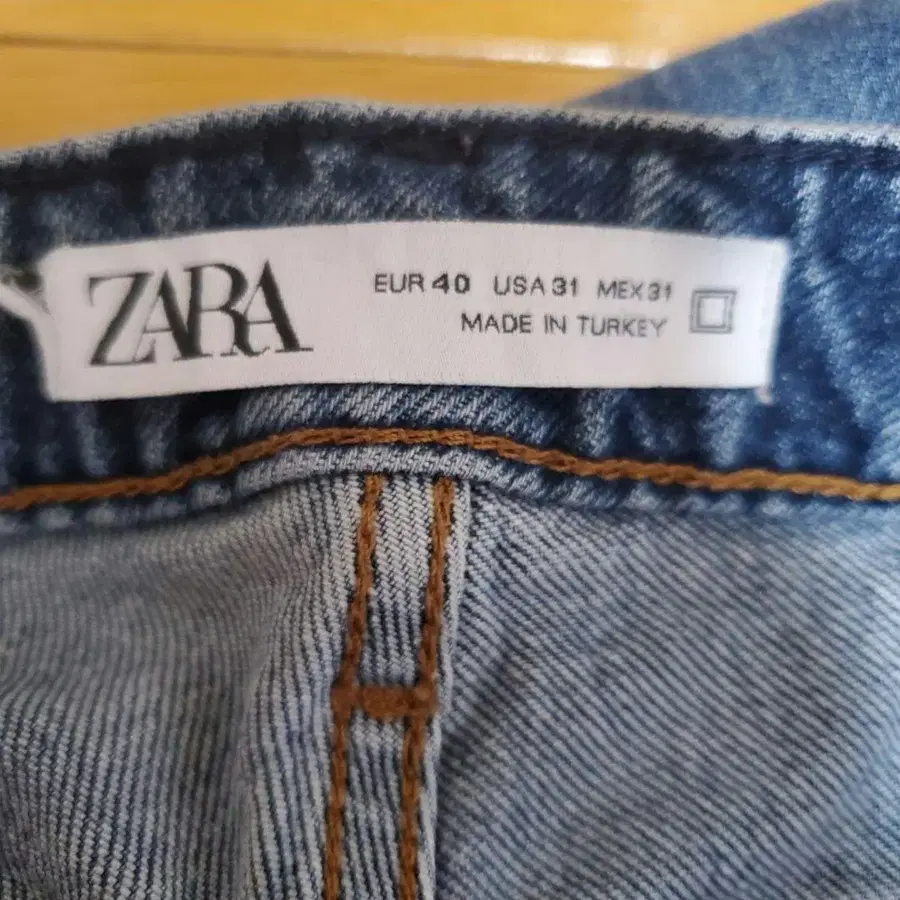 ZARA
EUR 40 USA 31 MEX 31
MADE IN TURKEY